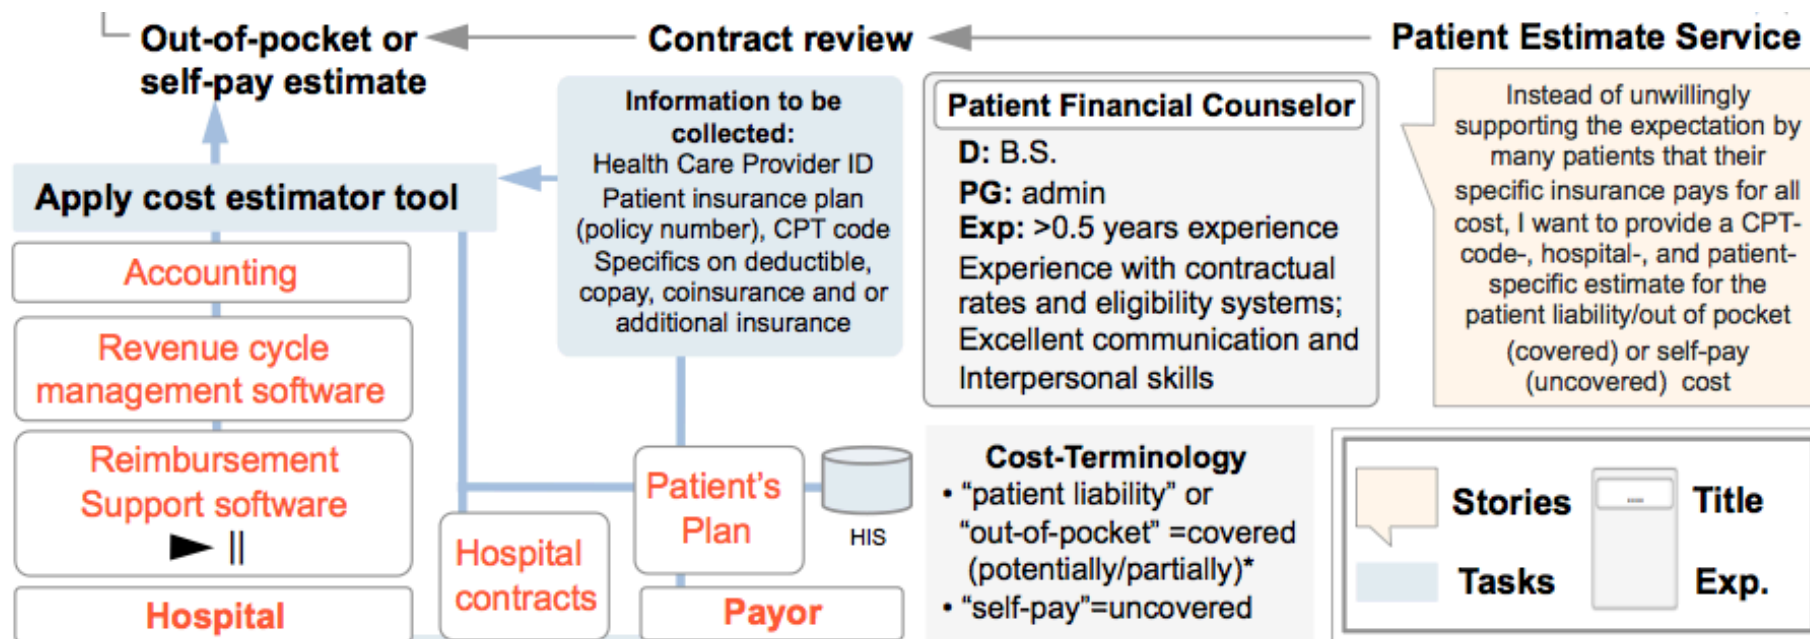 Out-of-pocket or
self-pay estimate
Contract review
Patient Estimate Service
Information to be
collected:
Health Care Provider ID
Patient insurance plan
(policy number), CPT code
Specifics on deductible,
copay, coinsurance and or
additional insurance
Patient Financial Counselor
D: B.S.
PG: admin
Exp: >0.5 years experience
Experience with contractual
rates and eligibility systems;
Excellent communication and
Interpersonal skills
Instead of unwillingly
supporting the expectation by
many patients that their
specific insurance pays for all
cost, I want to provide a CPT-
code-, hospital-, and patient-
specific estimate for the
patient liability/out of pocket
(covered) or self-pay
(uncovered) cost
Apply cost estimator tool
Accounting
Revenue cycle
management software
Reimbursement
Support software
Hospital
Hospital
contracts
Patient's
Plan
HIS
Payor
Cost-Terminology
• “patient liability” or
“out-of-pocket” =covered
(potentially/partially)*
• “self-pay”=uncovered
Stories
Tasks
Title
Exp.